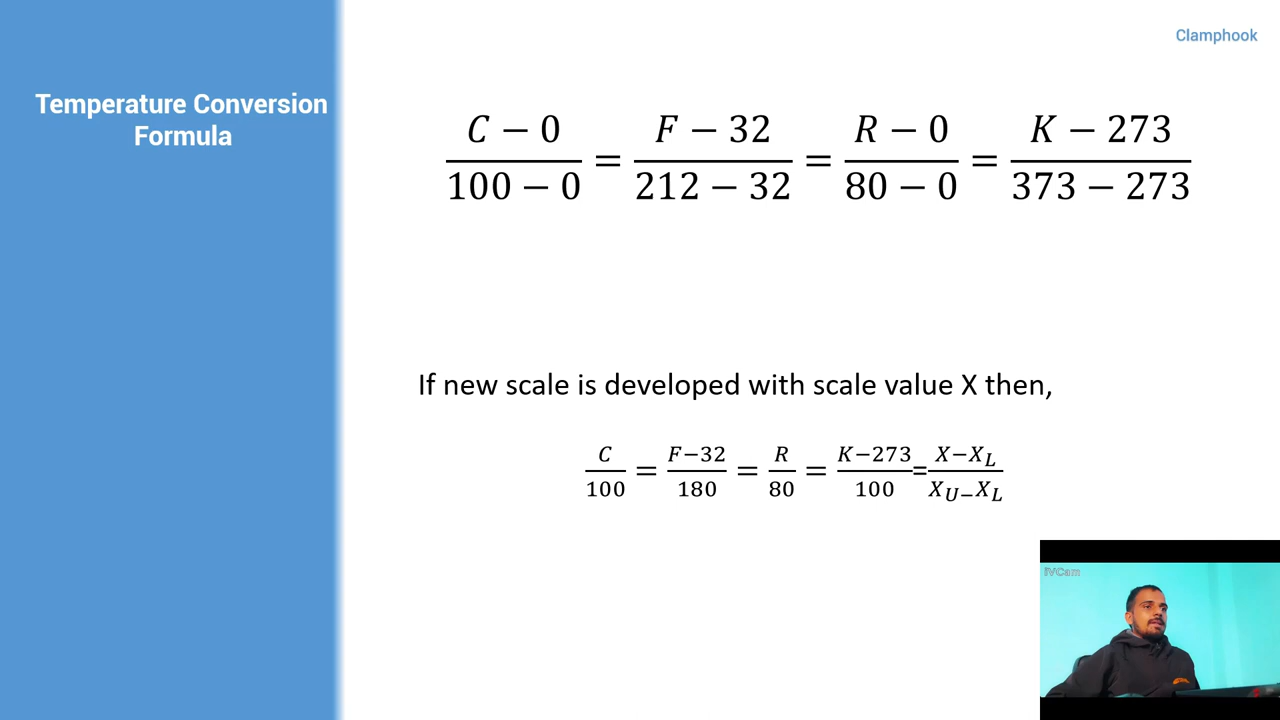 Clamphook
Temperature Conversion
Formula
C − 0 / 100 − 0 = F − 32 / 212 − 32 = R − 0 / 80 − 0 = K − 273 / 373 − 273
If new scale is developed with scale value X then,
C/100 = F−32/180 = R/80 = K−273/100 = X−X_L/X_U−X_L
iVCam